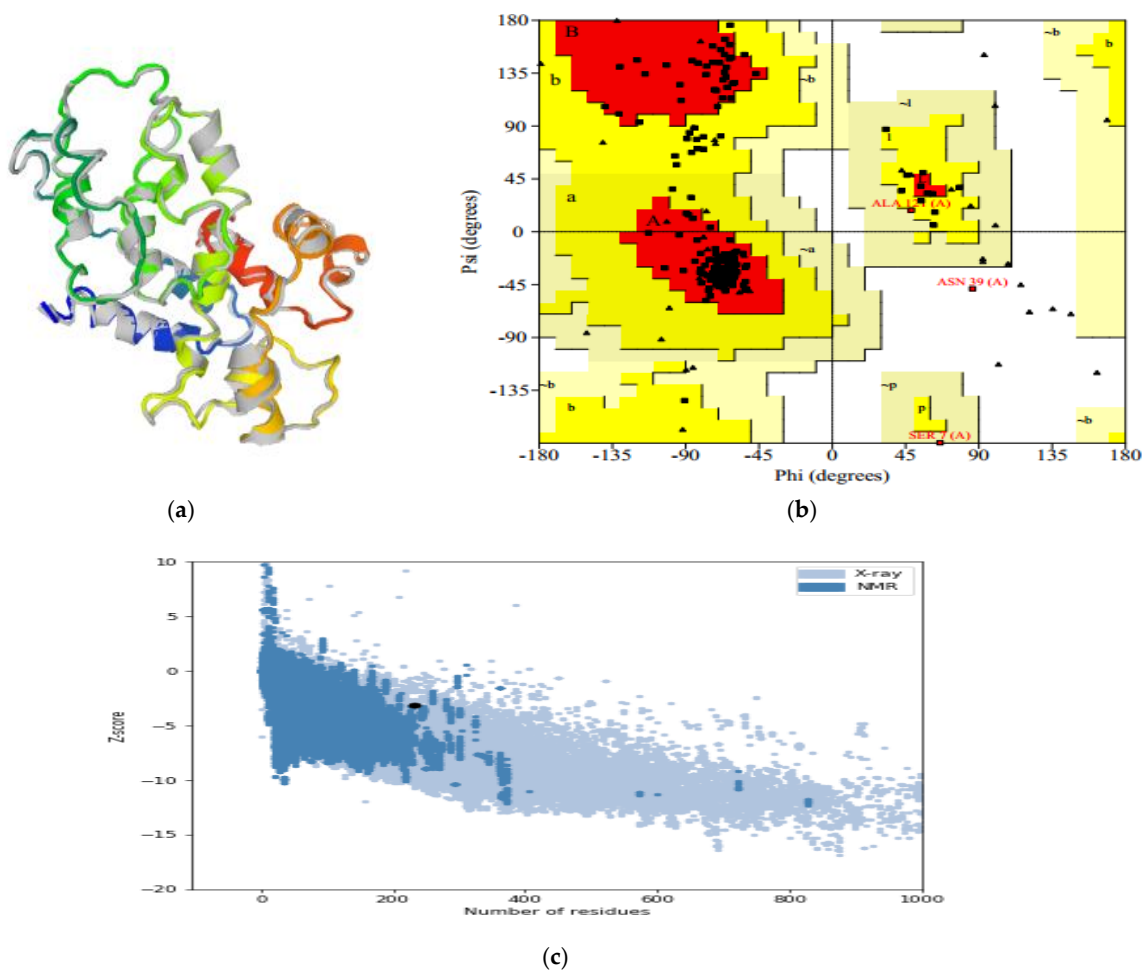 180
135
90
45
0
-45
-90
-135
Psi (degrees)
B
b
~b
~b
b
~l
l
a
A
~a
ALA 121 (A)
ASN 39 (A)
~b
b
~p
p
~b
SER 7 (A)
-180 -135 -90 -45 0 45 90 135 180
Phi (degrees)
(a) (b)
10
5
0
−5
−10
−15
−20
Z-score
X-ray
NMR
0 200 400 600 800 1000
Number of residues
(c)